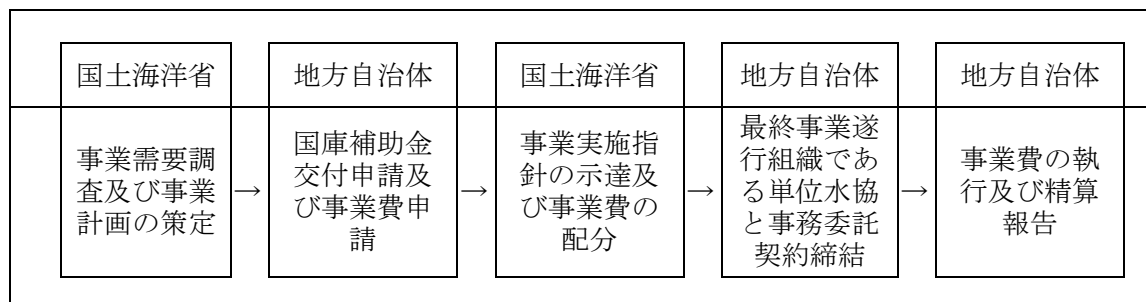 国土海洋省
事業需要調
査及び事業
計画の策定
→
地方自治体
国庫補助金
交付申請及
び事業費申
請
→
国土海洋省
事業実施指
針の示達及
び事業費の
配分
→
地方自治体
最終事業遂
行組織であ
る単位水協
と事務委託
契約締結
→
地方自治体
事業費の執
行及び精算
報告